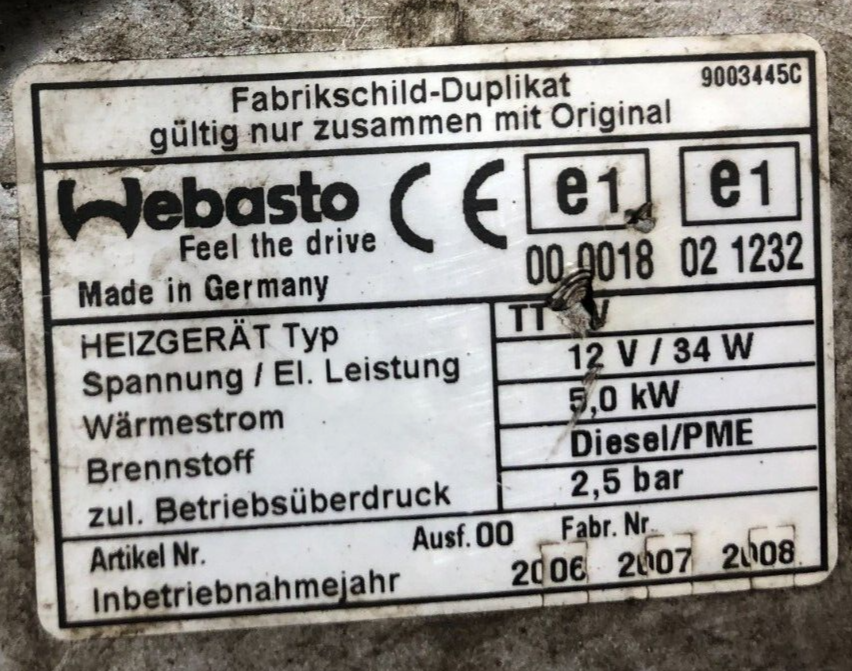 Fabrikschild-Duplikat 9003445C
gültig nur zusammen mit Original
Webasto CE e1 e1
Feel the drive 00 0018 02 1232
Made in Germany
HEIZGERÄT Typ
Spannung / El. Leistung 12 V / 34 W
Wärmestrom 5,0 kW
Brennstoff Diesel/PME
zul. Betriebsüberdruck 2,5 bar
Artikel Nr. Ausf. 00 Fabr. Nr.
Inbetriebnahmejahr 2006 2007 2008